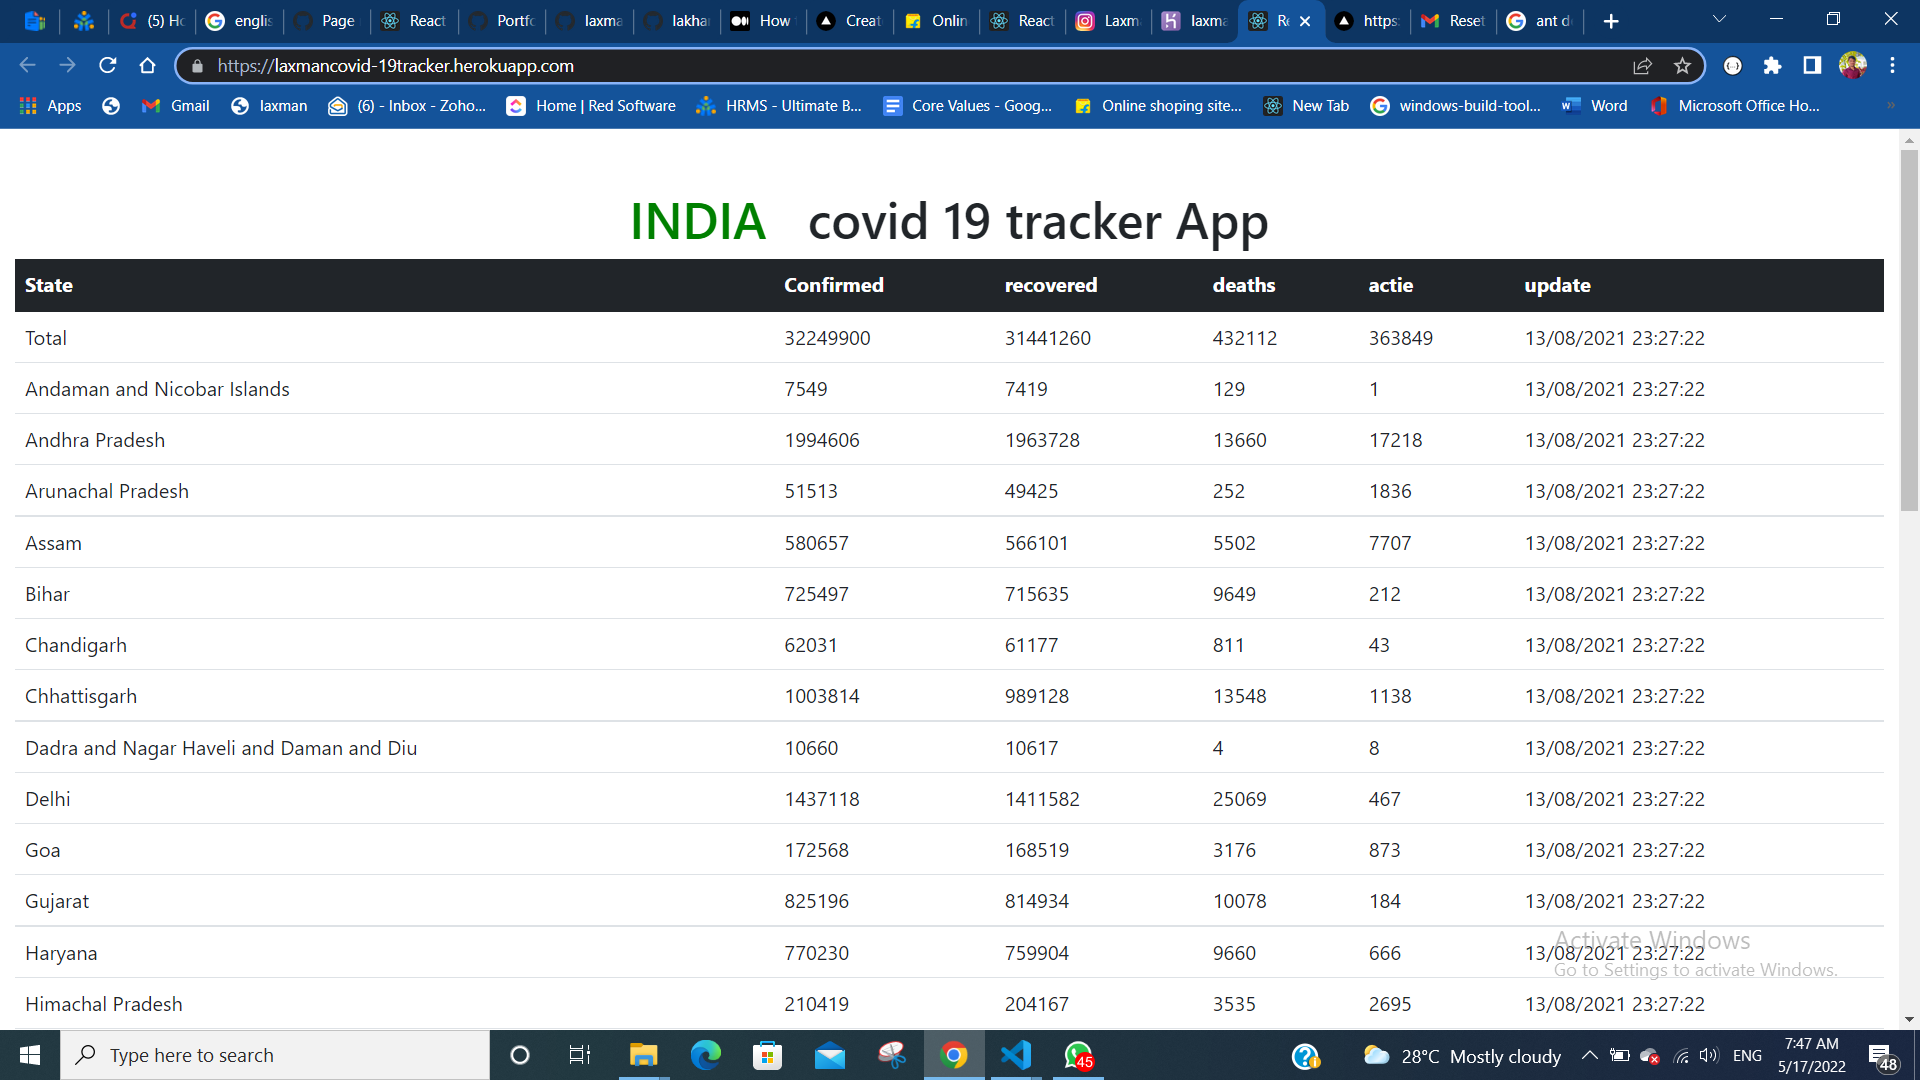 (5) Ho
englis
Page
React
Portfo
laxma
lakhan
How
Creat
Onlin
React
Laxm
laxma
Re
https:
Reset
ant d
https://laxmancovid-19tracker.herokuapp.com
Apps
Gmail
laxman
(6) - Inbox - Zoho...
Home | Red Software
HRMS - Ultimate B...
Core Values - Goog...
Online shoping site...
New Tab
windows-build-tool...
Word
Microsoft Office Ho...
INDIA covid 19 tracker App
State Confirmed recovered deaths actie update
Total 32249900 31441260 432112 363849 13/08/2021 23:27:22
Andaman and Nicobar Islands 7549 7419 129 1 13/08/2021 23:27:22
Andhra Pradesh 1994606 1963728 13660 17218 13/08/2021 23:27:22
Arunachal Pradesh 51513 49425 252 1836 13/08/2021 23:27:22
Assam 580657 566101 5502 7707 13/08/2021 23:27:22
Bihar 725497 715635 9649 212 13/08/2021 23:27:22
Chandigarh 62031 61177 811 43 13/08/2021 23:27:22
Chhattisgarh 1003814 989128 13548 1138 13/08/2021 23:27:22
Dadra and Nagar Haveli and Daman and Diu 10660 10617 4 8 13/08/2021 23:27:22
Delhi 1437118 1411582 25069 467 13/08/2021 23:27:22
Goa 172568 168519 3176 873 13/08/2021 23:27:22
Gujarat 825196 814934 10078 184 13/08/2021 23:27:22
Haryana 770230 759904 9660 666 13/08/2021 23:27:22
Himachal Pradesh 210419 204167 3535 2695 13/08/2021 23:27:22
Activate Windows
Go to Settings to activate Windows.
Type here to search
45
28°C Mostly cloudy
ENG
7:47 AM
5/17/2022
48